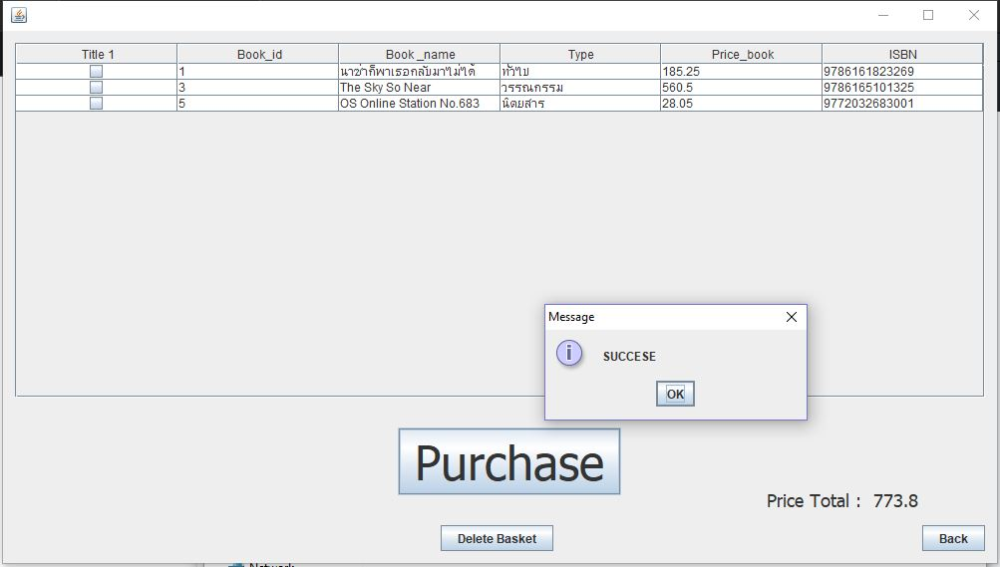 Title 1 Book_id Book _name Type Price_book ISBN
1 นาซ่าก็พาเธอกลับมาไม่ได้ ทั่วไป 185.25 9786161823269
3 The Sky So Near วรรณกรรม 560.5 9786165101325
5 OS Online Station No.683 นิตยสาร 28.05 9772032683001
Message
SUCCESE
OK
Purchase
Price Total : 773.8
Delete Basket Back
Network